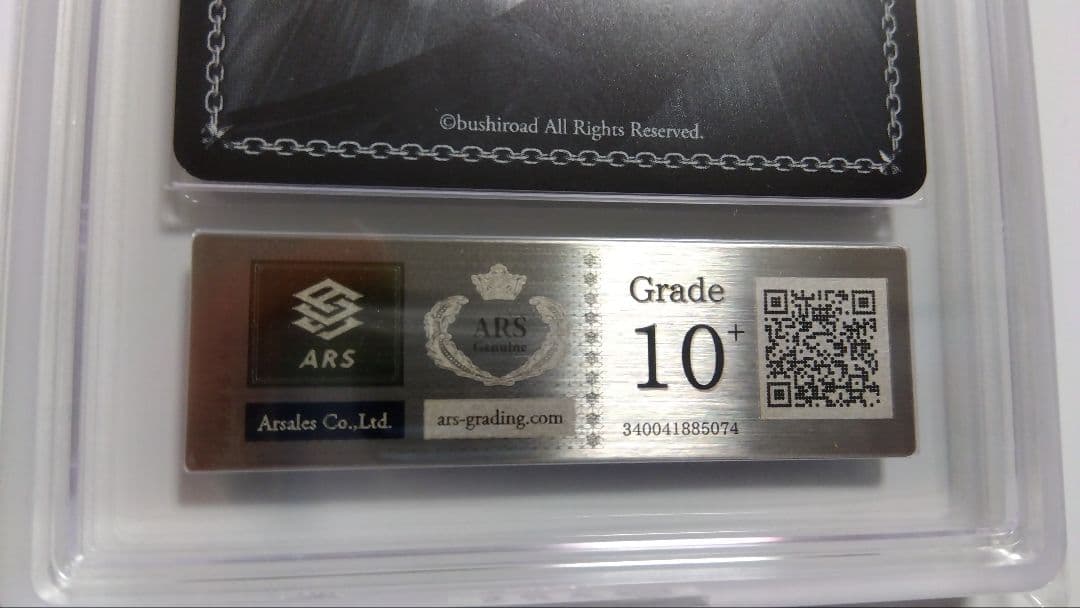 ©bushiroad All Rights Reserved.
ARS
Arsales Co.,Ltd.
ARS
Genuine
ars-grading.com
Grade
10+
340041885074